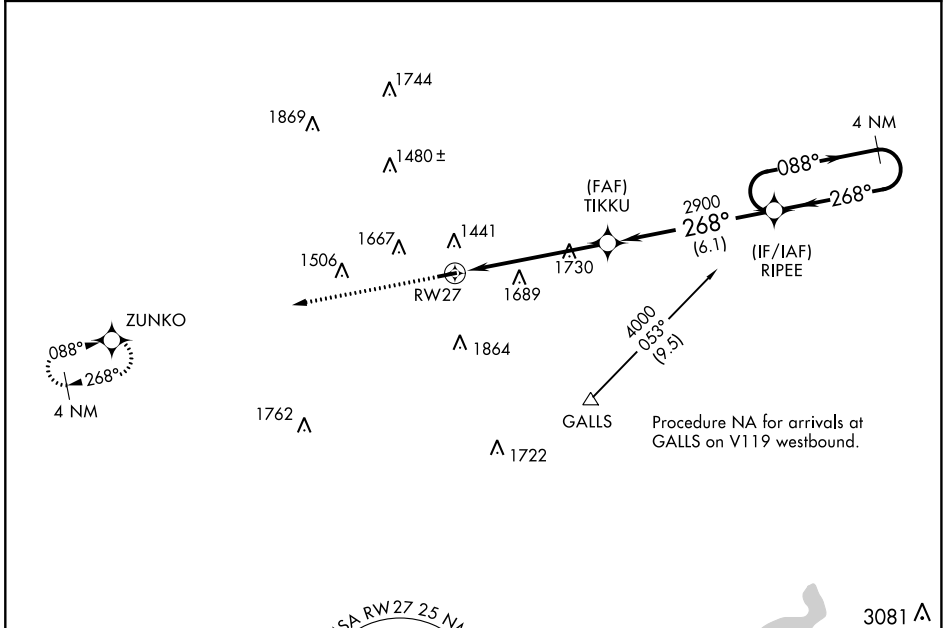 1744
1869
1480 ±
4 NM
088°
268°
(FAF)
TIKKU
2900
268°
(6.1)
(IF/IAF)
RIPEE
1441
1667
1506
1730
RW27
1689
ZUNKO
088°
268°
4 NM
4000
053°
(9.5)
1864
GALLS
1762
1722
Procedure NA for arrivals at
GALLS on V119 westbound.
RW27 25
3081